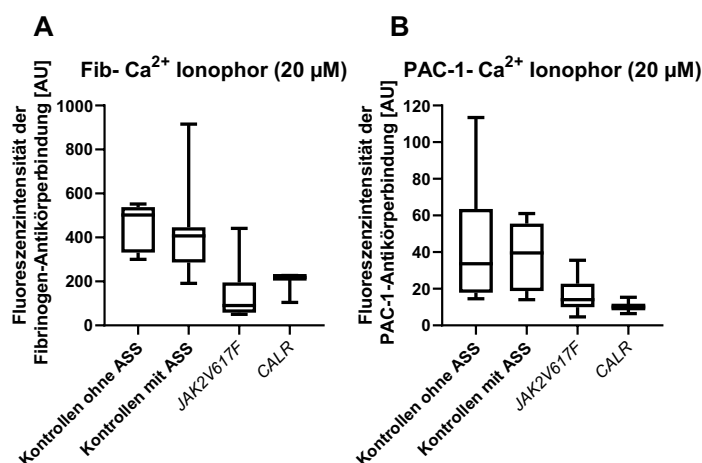 A
Fib- Ca²⁺ Ionophor (20 µM)
Fluoreszenzintensität der
Fibrinogen-Antikörperbindung [AU]
1000
800
600
400
200
0
Kontrollen ohne ASS
Kontrollen mit ASS
JAK2V617F
CALR
B
PAC-1- Ca²⁺ Ionophor (20 µM)
Fluoreszenzintensität der
PAC-1-Antikörperbindung [AU]
120
100
80
60
40
20
0
Kontrollen ohne ASS
Kontrollen mit ASS
JAK2V617F
CALR